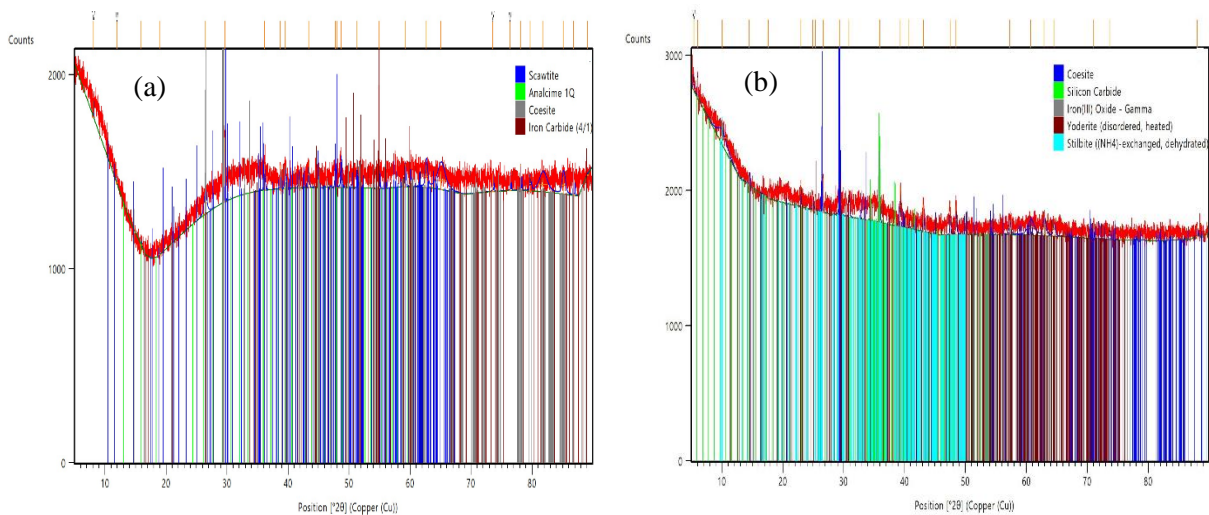 Counts
(a)
Scawtite
Analcime 1Q
Coesite
Iron Carbide (4/1)
2000
1000
0
10 20 30 40 50 60 70 80
Position [°2θ] (Copper (Cu))
Counts
(b)
Coesite
Silicon Carbide
Iron(III) Oxide - Gamma
Yoderite (disordered, heated)
Stilbite ((NH4)-exchanged, dehydrated)
3000
2000
1000
0
10 20 30 40 50 60 70 80
Position [°2θ] (Copper (Cu))